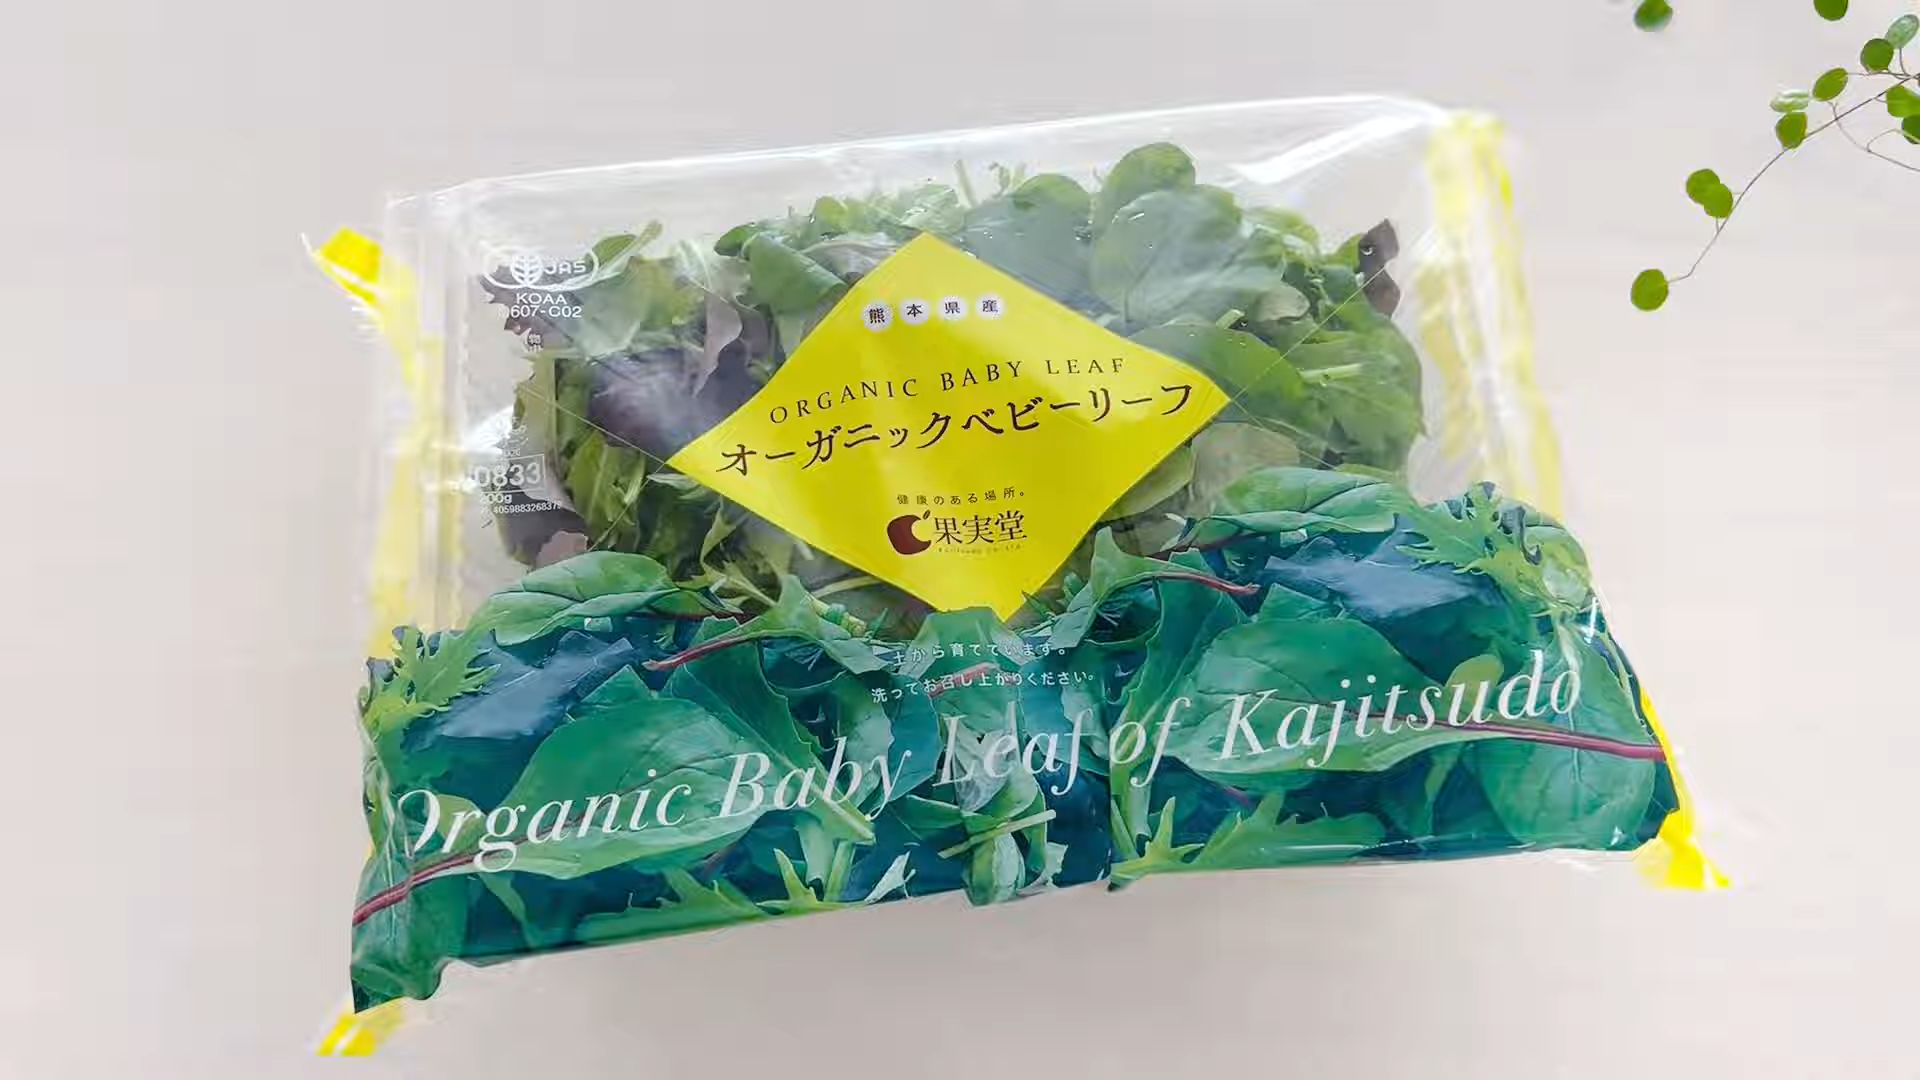 JAS
KOAA
熊本県産
ORGANIC BABY LEAF
オーガニックベビーリーフ
0833
200g
健康のある場所。
果実堂
土から育てています。
洗ってお召し上がりください。
Organic Baby Leaf of Kajitsudo